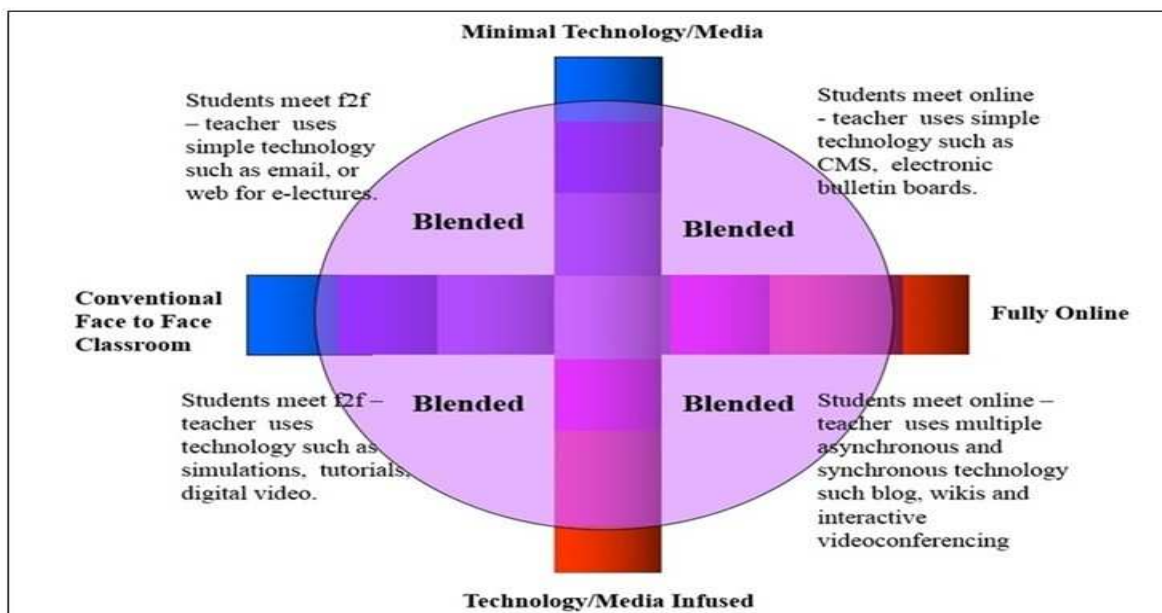 Minimal Technology/Media
Students meet f2f
– teacher uses
simple technology
such as email, or
web for e-lectures.
Students meet online
- teacher uses simple
technology such as
CMS, electronic
bulletin boards.
Blended
Blended
Conventional
Face to Face
Classroom
Fully Online
Blended
Blended
Students meet f2f –
teacher uses
technology such as
simulations, tutorials,
digital video.
Students meet online –
teacher uses multiple
asynchronous and
synchronous technology
such blog, wikis and
interactive
videoconferencing
Technology/Media Infused